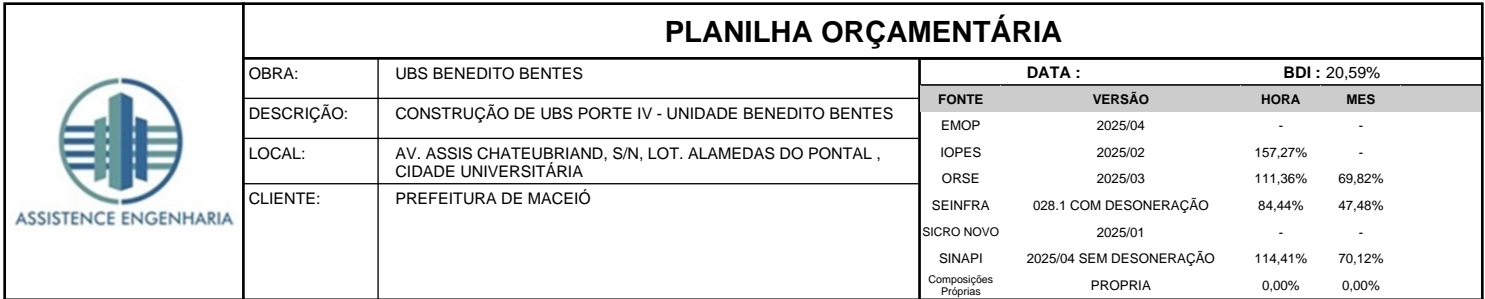 PLANILHA ORÇAMENTÁRIA
ASSISTENCE ENGENHARIA
OBRA: UBS BENEDITO BENTES
DESCRIÇÃO: CONSTRUÇÃO DE UBS PORTE IV - UNIDADE BENEDITO BENTES
LOCAL: AV. ASSIS CHATEUBRIAND, S/N, LOT. ALAMEDAS DO PONTAL ,
CIDADE UNIVERSITÁRIA
CLIENTE: PREFEITURA DE MACEIÓ
DATA : BDI : 20,59%
FONTE VERSÃO HORA MES
EMOP 2025/04 - -
IOPES 2025/02 157,27% -
ORSE 2025/03 111,36% 69,82%
SEINFRA 028.1 COM DESONERAÇÃO 84,44% 47,48%
SICRO NOVO 2025/01 - -
SINAPI 2025/04 SEM DESONERAÇÃO 114,41% 70,12%
Composições
Próprias PROPRIA 0,00% 0,00%